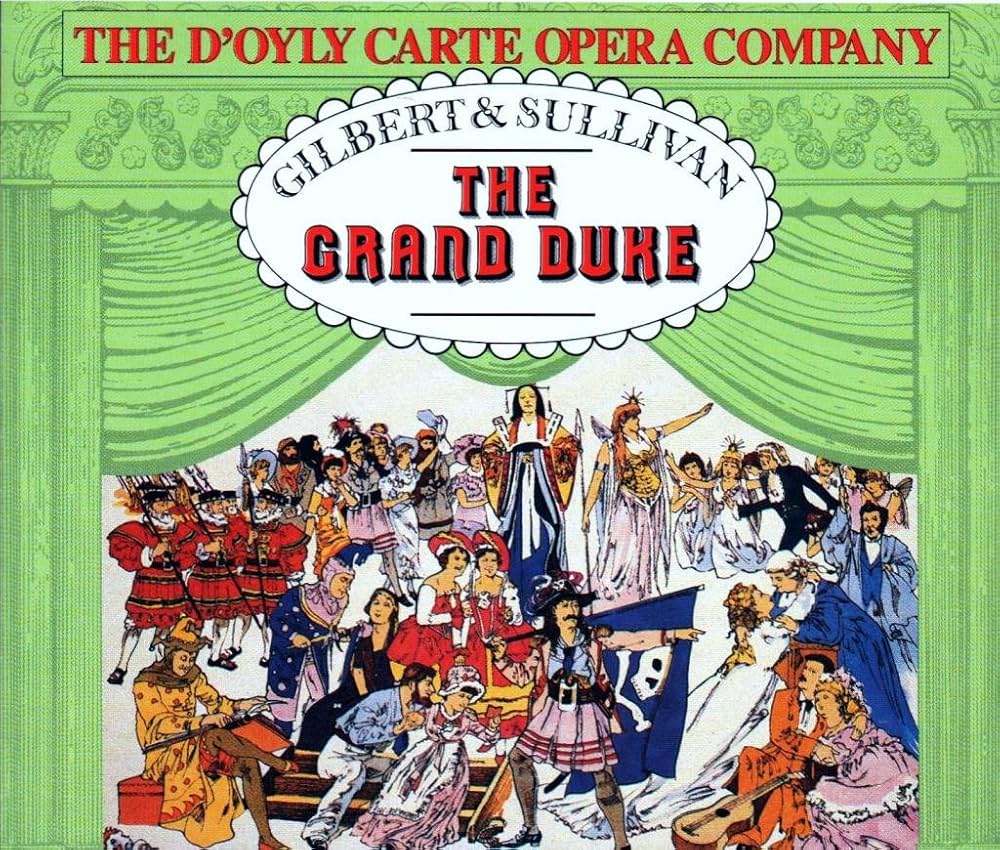 THE D'OYLY CARTE OPERA COMPANY
GILBERT & SULLIVAN
THE
GRAND DUKE